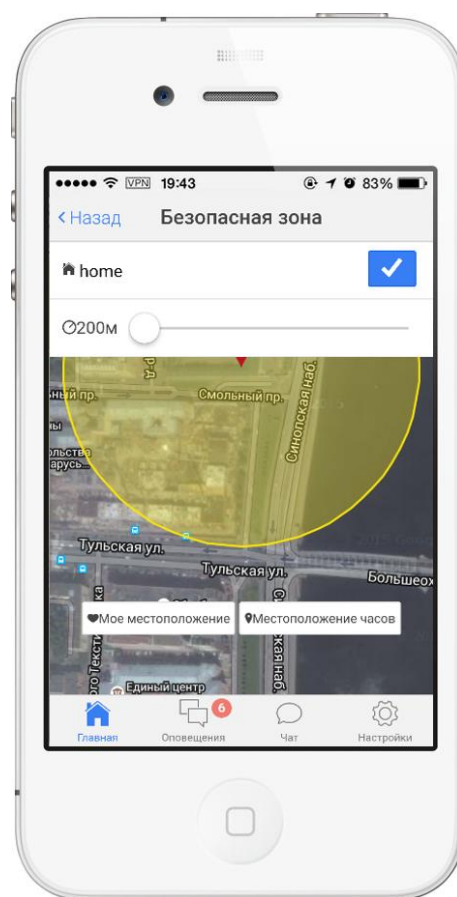 VPN 19:43 83%
Назад Безопасная зона
home
200м
Смольный пр.
Синопская наб.
Тульская ул.
Тульская ул.
Большеох
Мое местоположение Местоположение часов
Единый центр
6
Главная Оповещения Чат Настройки